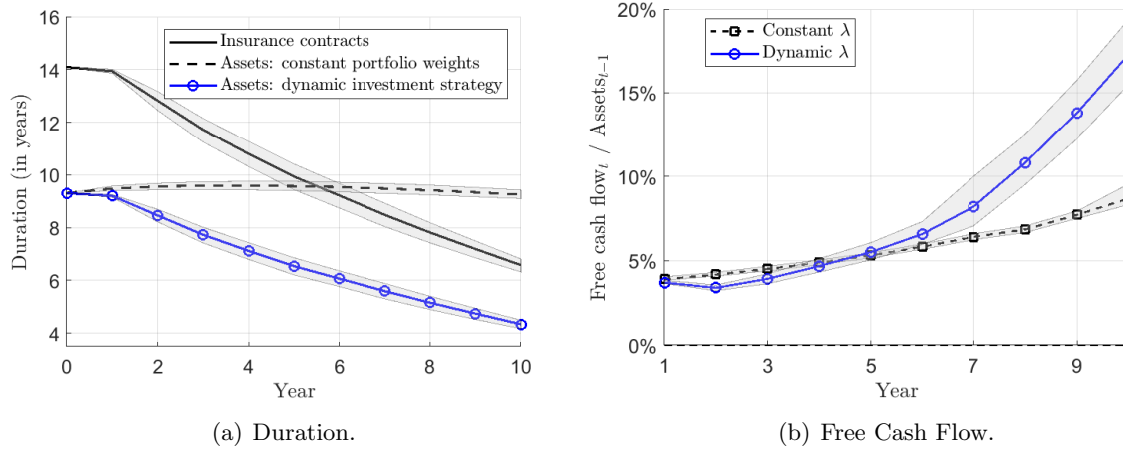 16
14
12
10
8
6
4
0
2
4
6
8
10
Duration (in years)
Year
Insurance contracts
Assets: constant portfolio weights
Assets: dynamic investment strategy
(a) Duration.
20%
15%
10%
5%
0%
1
3
5
7
9
Free cash flow_t / Assets_{t−1}
Year
Constant λ
Dynamic λ
(b) Free Cash Flow.